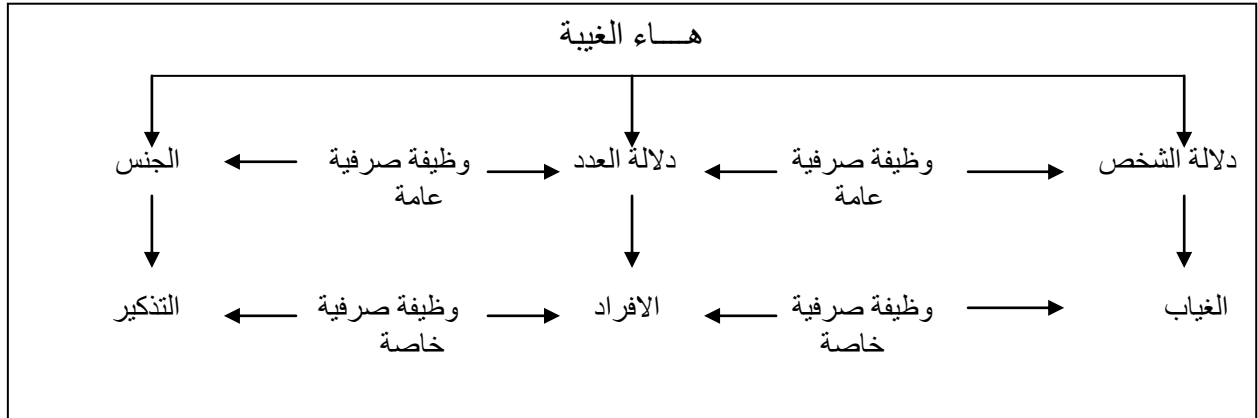 هـــاء الغيبة
دلالة الشخص
وظيفة صرفية
عامة
دلالة العدد
وظيفة صرفية
عامة
الجنس
الغياب
وظيفة صرفية
خاصة
الافراد
وظيفة صرفية
خاصة
التذكير